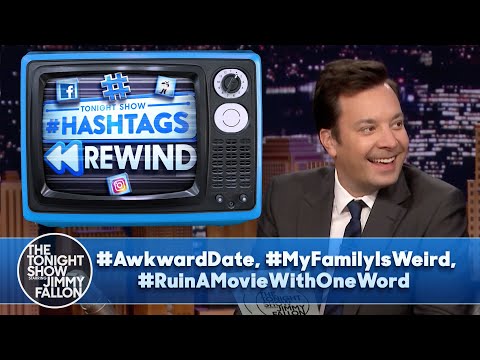 #
TONIGHT SHOW
#HASHTAGS
REWIND
#AwkwardDate, #MyFamilyIsWeird,
#RuinAMovieWithOneWord
THE
TONIGHT
SHOW
STARRING
JIMMY
FALLON